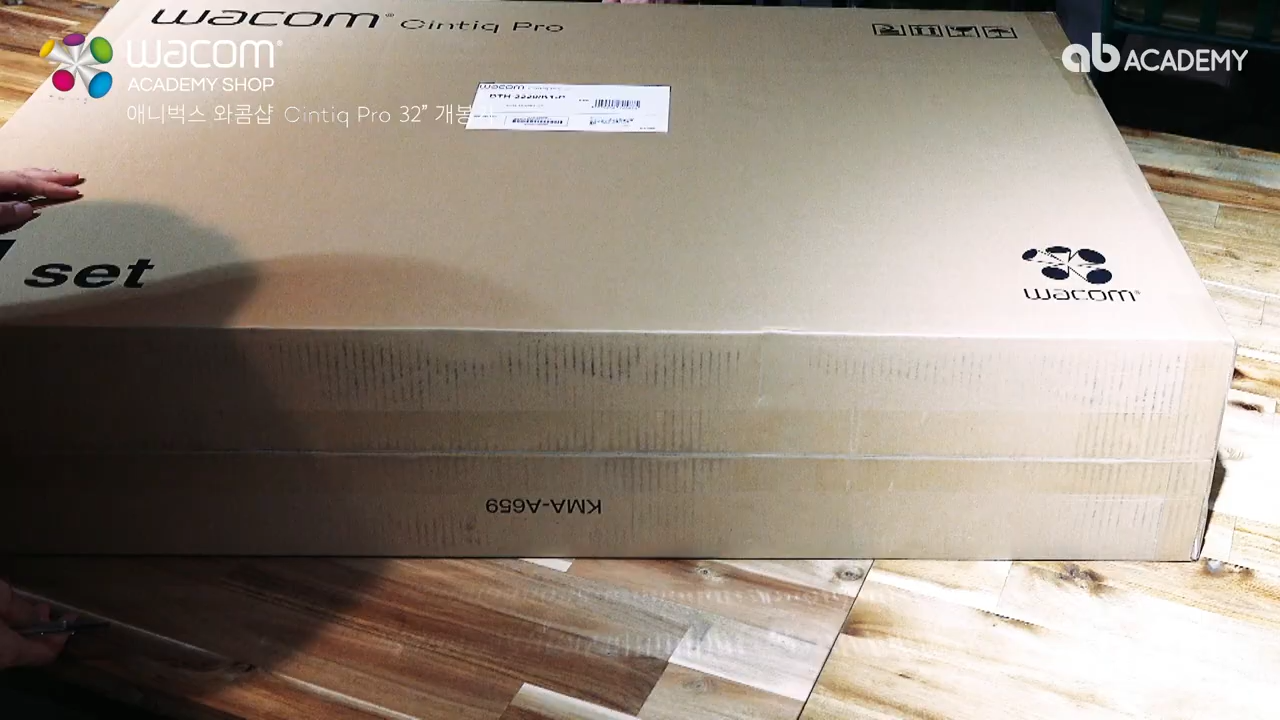 wacom® Cintiq Pro
wacom®
ACADEMY SHOP
애니벅스 와콤샵 Cintiq Pro 32” 개봉
ab ACADEMY
wacom
set
wacom®
KMA-A659